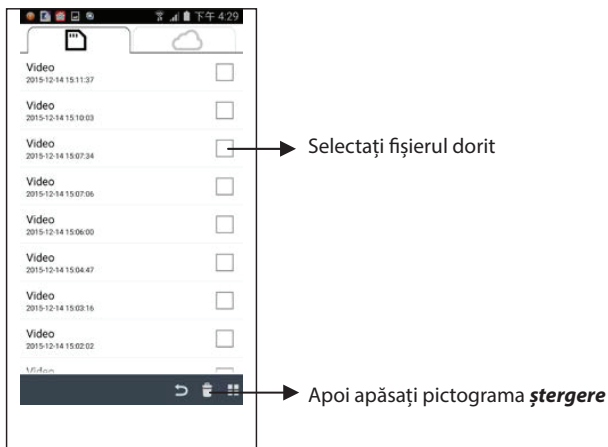 下午 4:29
Video
2015-12-14 15:11:37
Video
2015-12-14 15:10:03
Video
2015-12-14 15:07:34
Selectați fișierul dorit
Video
2015-12-14 15:07:06
Video
2015-12-14 15:06:00
Video
2015-12-14 15:04:47
Video
2015-12-14 15:03:16
Video
2015-12-14 15:02:02
Video
Apoi apăsați pictograma ștergere